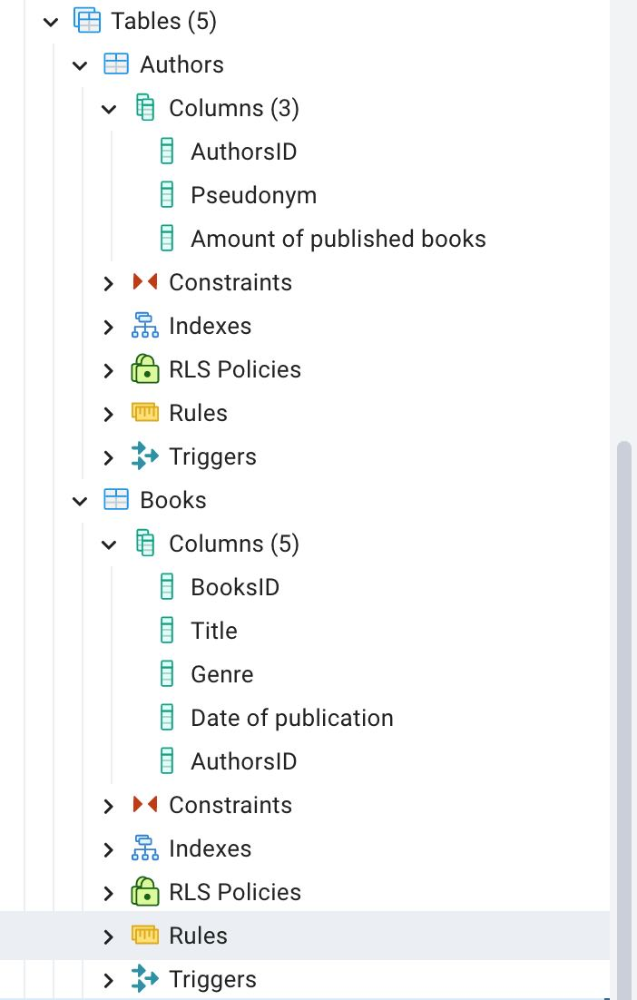 Tables (5)
Authors
Columns (3)
AuthorsID
Pseudonym
Amount of published books
Constraints
Indexes
RLS Policies
Rules
Triggers
Books
Columns (5)
BooksID
Title
Genre
Date of publication
AuthorsID
Constraints
Indexes
RLS Policies
Rules
Triggers